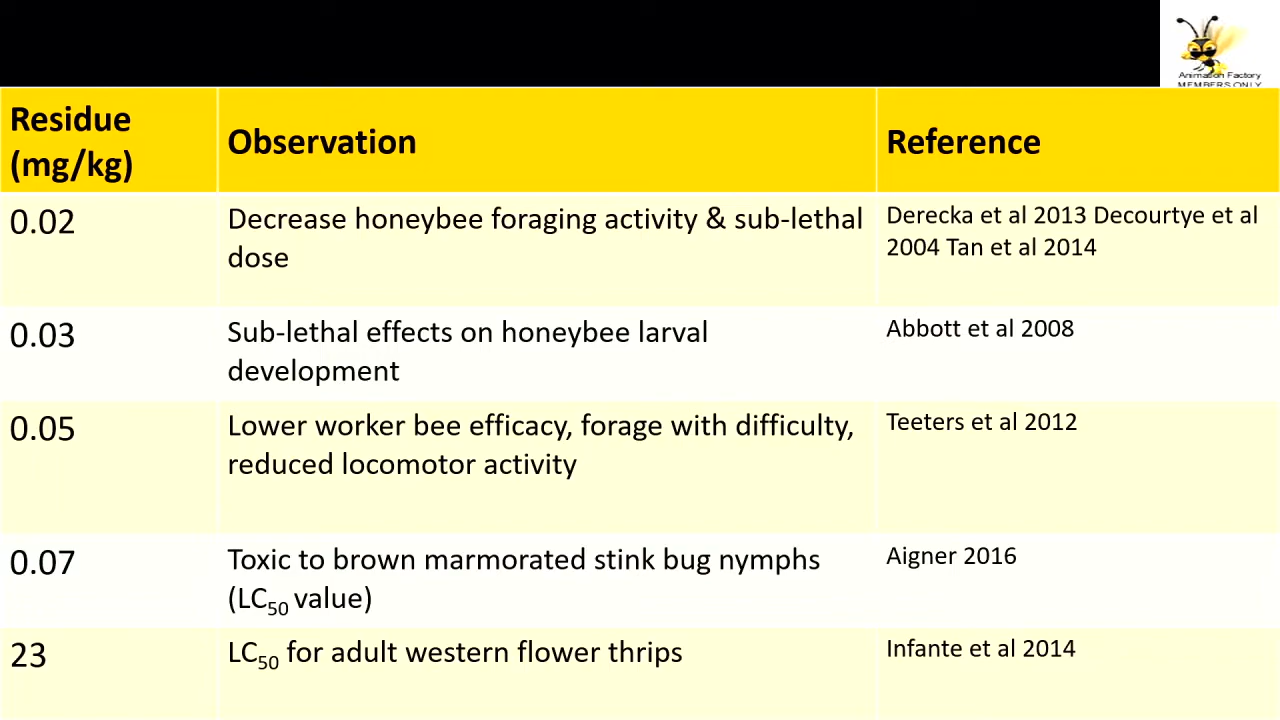 Animation Factory
MEMBERS ONLY
Residue
(mg/kg)
Observation
Reference
0.02
Decrease honeybee foraging activity & sub-lethal
dose
Derecka et al 2013 Decourtye et al
2004 Tan et al 2014
0.03
Sub-lethal effects on honeybee larval
development
Abbott et al 2008
0.05
Lower worker bee efficacy, forage with difficulty,
reduced locomotor activity
Teeters et al 2012
0.07
Toxic to brown marmorated stink bug nymphs
(LC50 value)
Aigner 2016
23
LC50 for adult western flower thrips
Infante et al 2014